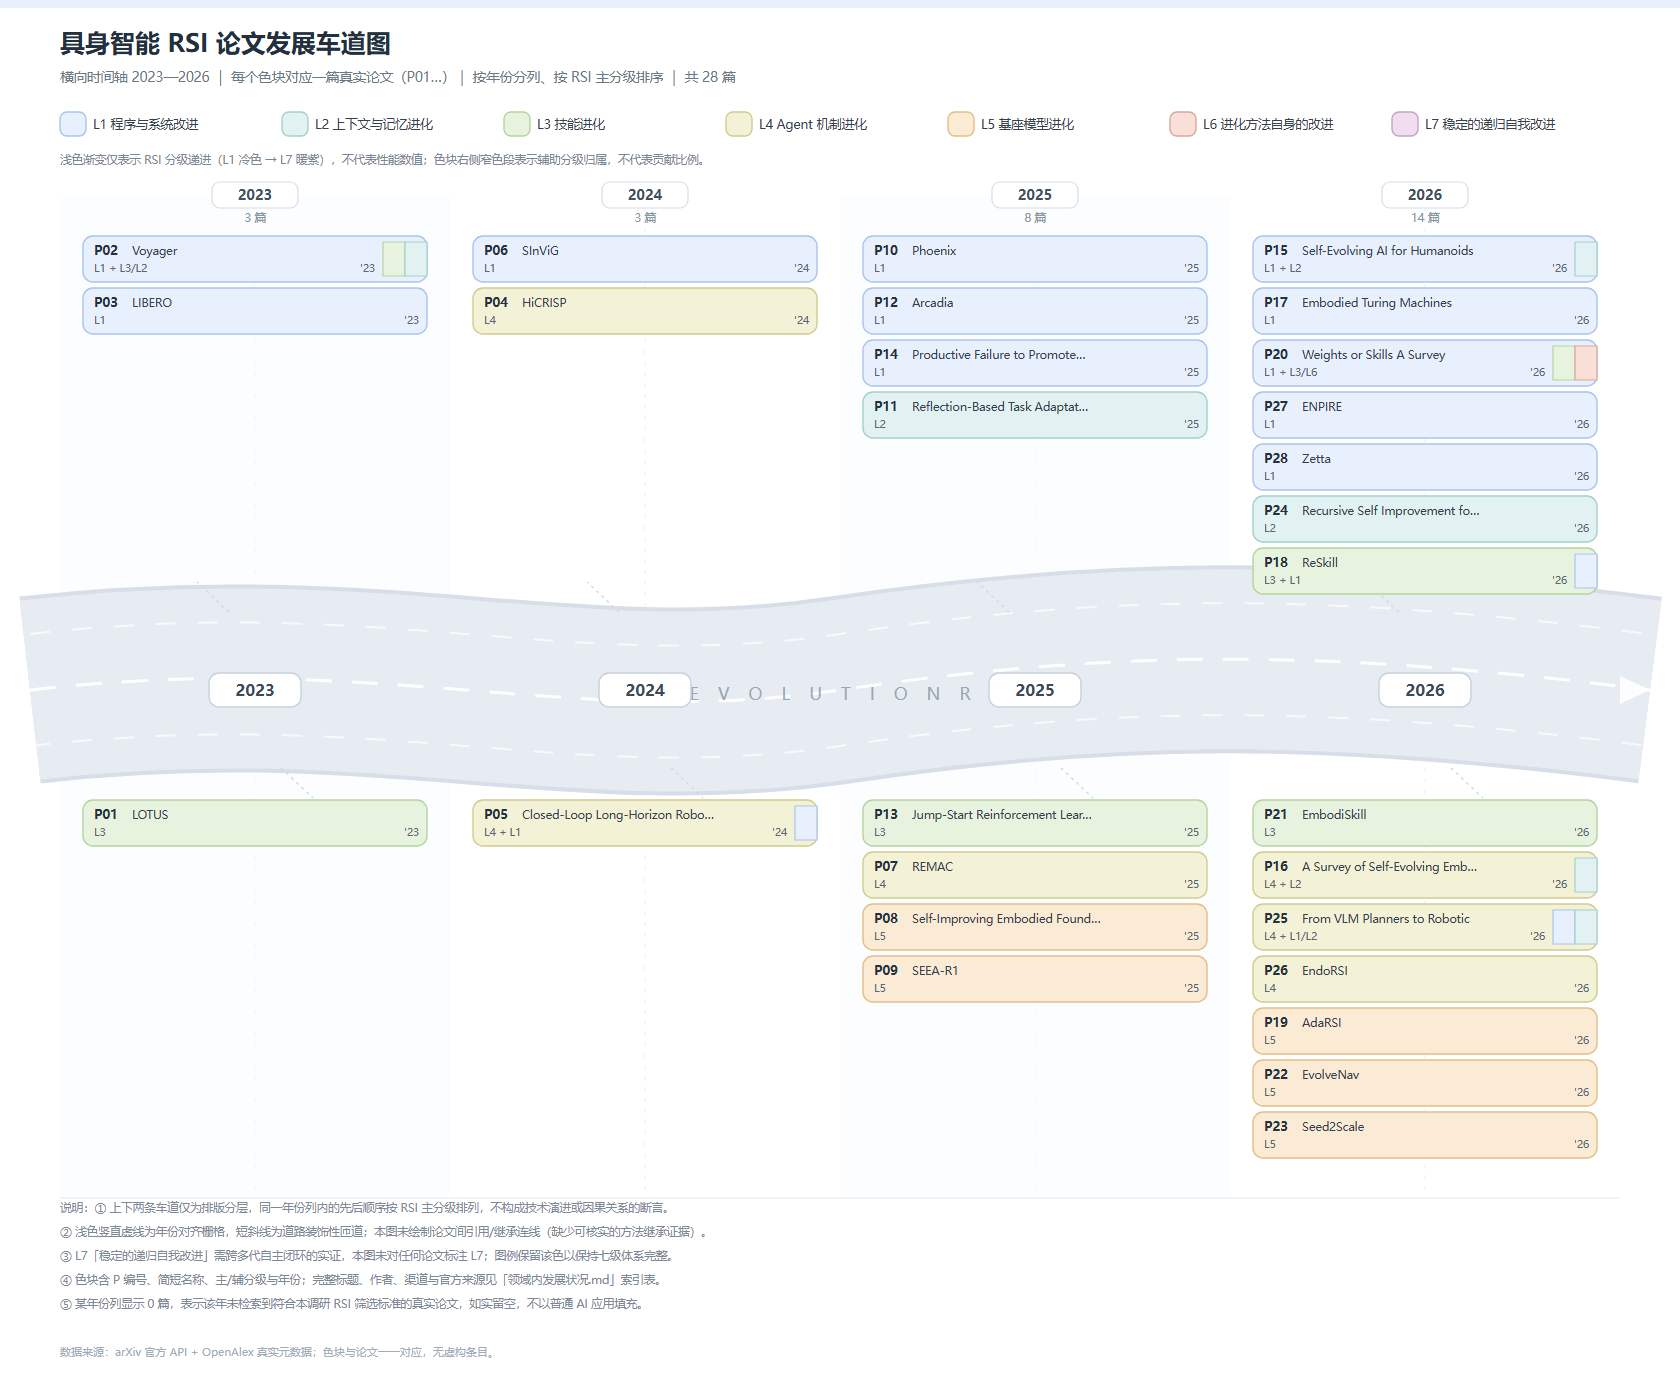 具身智能 RSI 论文发展车道图
横向时间轴 2023—2026 │ 每个色块对应一篇真实论文（P01…） │ 按年份分列、按 RSI 主分级排序 │ 共 28 篇
L1 程序与系统改进
L2 上下文与记忆进化
L3 技能进化
L4 Agent 机制进化
L5 基座模型进化
L6 进化方法自身的改进
L7 稳定的递归自我改进
浅色渐变仅表示 RSI 分级递进（L1 冷色 → L7 暖紫），不代表性能数值；色块右侧窄色段表示辅助分级归属，不代表贡献比例。
2023
3 篇
2024
3 篇
2025
8 篇
2026
14 篇
P02 Voyager
L1 + L3/L2 '23
P03 LIBERO
L1 '23
P06 SInViG
L1 '24
P04 HiCRISP
L4 '24
P10 Phoenix
L1 '25
P12 Arcadia
L1 '25
P14 Productive Failure to Promote…
L1 '25
P11 Reflection-Based Task Adaptat…
L2 '25
P15 Self-Evolving AI for Humanoids
L1 + L2 '26
P17 Embodied Turing Machines
L1 '26
P20 Weights or Skills A Survey
L1 + L3/L6 '26
P27 ENPIRE
L1 '26
P28 Zetta
L1 '26
P24 Recursive Self Improvement fo…
L2 '26
P18 ReSkill
L3 + L1 '26
2023
2024
E V O L U T I O N R
2025
2026
P01 LOTUS
L3 '23
P05 Closed-Loop Long-Horizon Robo…
L4 + L1 '24
P13 Jump-Start Reinforcement Lear…
L3 '25
P07 REMAC
L4 '25
P08 Self-Improving Embodied Found…
L5 '25
P09 SEEA-R1
L5 '25
P21 EmbodiSkill
L3 '26
P16 A Survey of Self-Evolving Emb…
L4 + L2 '26
P25 From VLM Planners to Robotic
L4 + L1/L2 '26
P26 EndoRSI
L4 '26
P19 AdaRSI
L5 '26
P22 EvolveNav
L5 '26
P23 Seed2Scale
L5 '26
说明：① 上下两条车道仅为排版分层，同一年份列内的先后顺序按 RSI 主分级排列，不构成技术演进或因果关系的断言。
② 浅色竖直虚线为年份对齐栅格，短斜线为道路装饰性匝道；本图未绘制论文间引用/继承连线（缺少可核实的方法继承证据）。
③ L7「稳定的递归自我改进」需跨多代自主闭环的实证，本图未对任何论文标注 L7；图例保留该色以保持七级体系完整。
④ 色块含 P 编号、简短名称、主/辅分级与年份；完整标题、作者、渠道与官方来源见「领域内发展状况.md」索引表。
⑤ 某年份列显示 0 篇，表示该年未检索到符合本调研 RSI 筛选标准的真实论文，如实留空，不以普通 AI 应用填充。
数据来源：arXiv 官方 API + OpenAlex 真实元数据；色块与论文一一对应，无虚构条目。